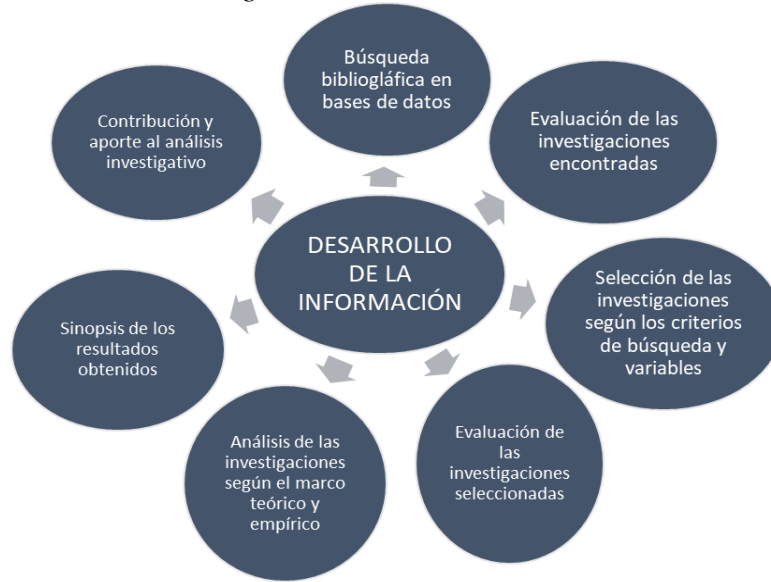 Búsqueda
bibliogláfica en
bases de datos
Evaluación de las
investigaciones
encontradas
Selección de las
investigaciones
según los criterios
de búsqueda y
variables
Evaluación de
las
investigaciones
seleccionadas
Análisis de las
investigaciones
según el marco
teórico y
empírico
Sinopsis de los
resultados
obtenidos
Contribución y
aporte al análisis
investigativo
DESARROLLO
DE LA
INFORMACIÓN